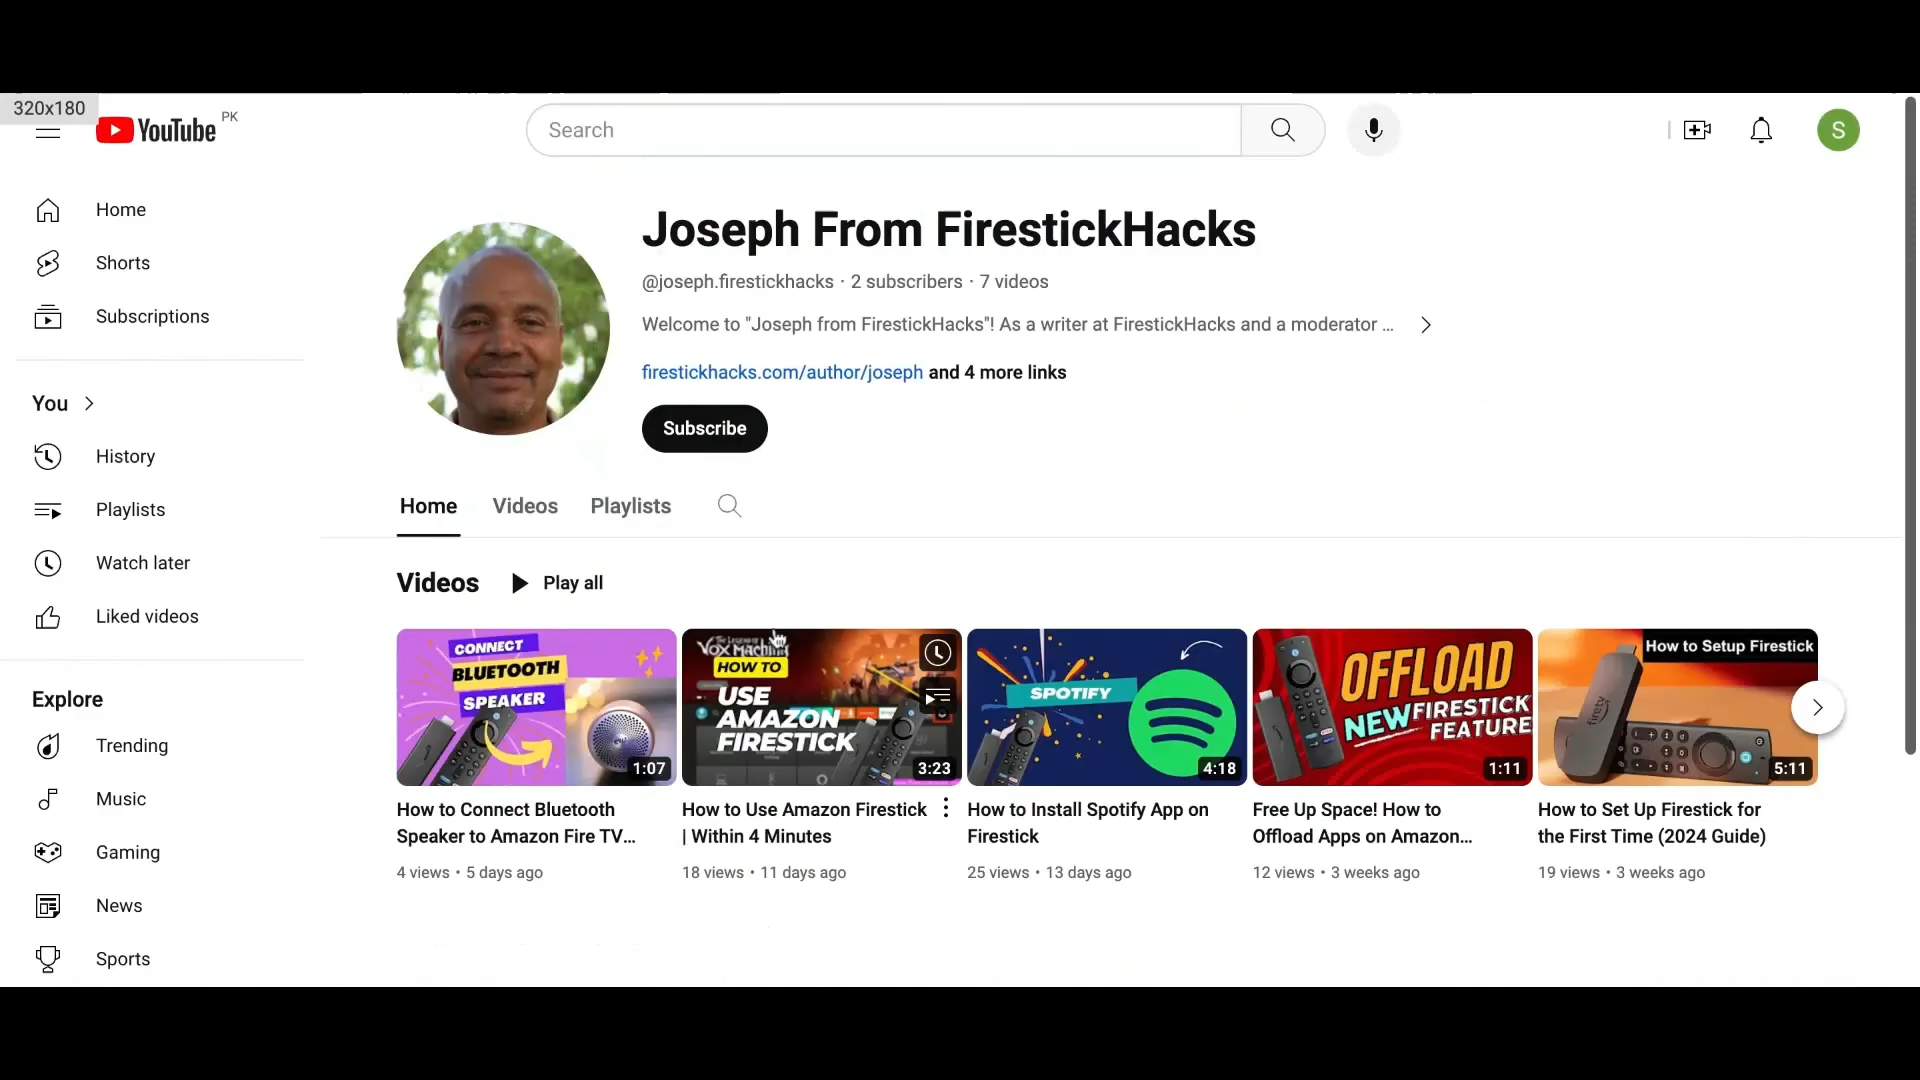 320x180
YouTube PK
Search
S
Home
Shorts
Subscriptions
You
History
Playlists
Watch later
Liked videos
Explore
Trending
Music
Gaming
News
Sports
Joseph From FirestickHacks
@joseph.firestickhacks · 2 subscribers · 7 videos
Welcome to "Joseph from FirestickHacks"! As a writer at FirestickHacks and a moderator ...
firestickhacks.com/author/joseph and 4 more links
Subscribe
Home Videos Playlists
Videos Play all
CONNECT
BLUETOOTH
SPEAKER
1:07
How to Connect Bluetooth
Speaker to Amazon Fire TV...
4 views • 5 days ago
THE LEGEND OF
VOX MACHINA
HOW TO
USE
AMAZON
FIRESTICK
3:23
How to Use Amazon Firestick
| Within 4 Minutes
18 views • 11 days ago
SPOTIFY
4:18
How to Install Spotify App on
Firestick
25 views • 13 days ago
OFFLOAD
NEW FIRESTICK
FEATURE
1:11
Free Up Space! How to
Offload Apps on Amazon...
12 views • 3 weeks ago
How to Setup Firestick
firetv
5:11
How to Set Up Firestick for
the First Time (2024 Guide)
19 views • 3 weeks ago